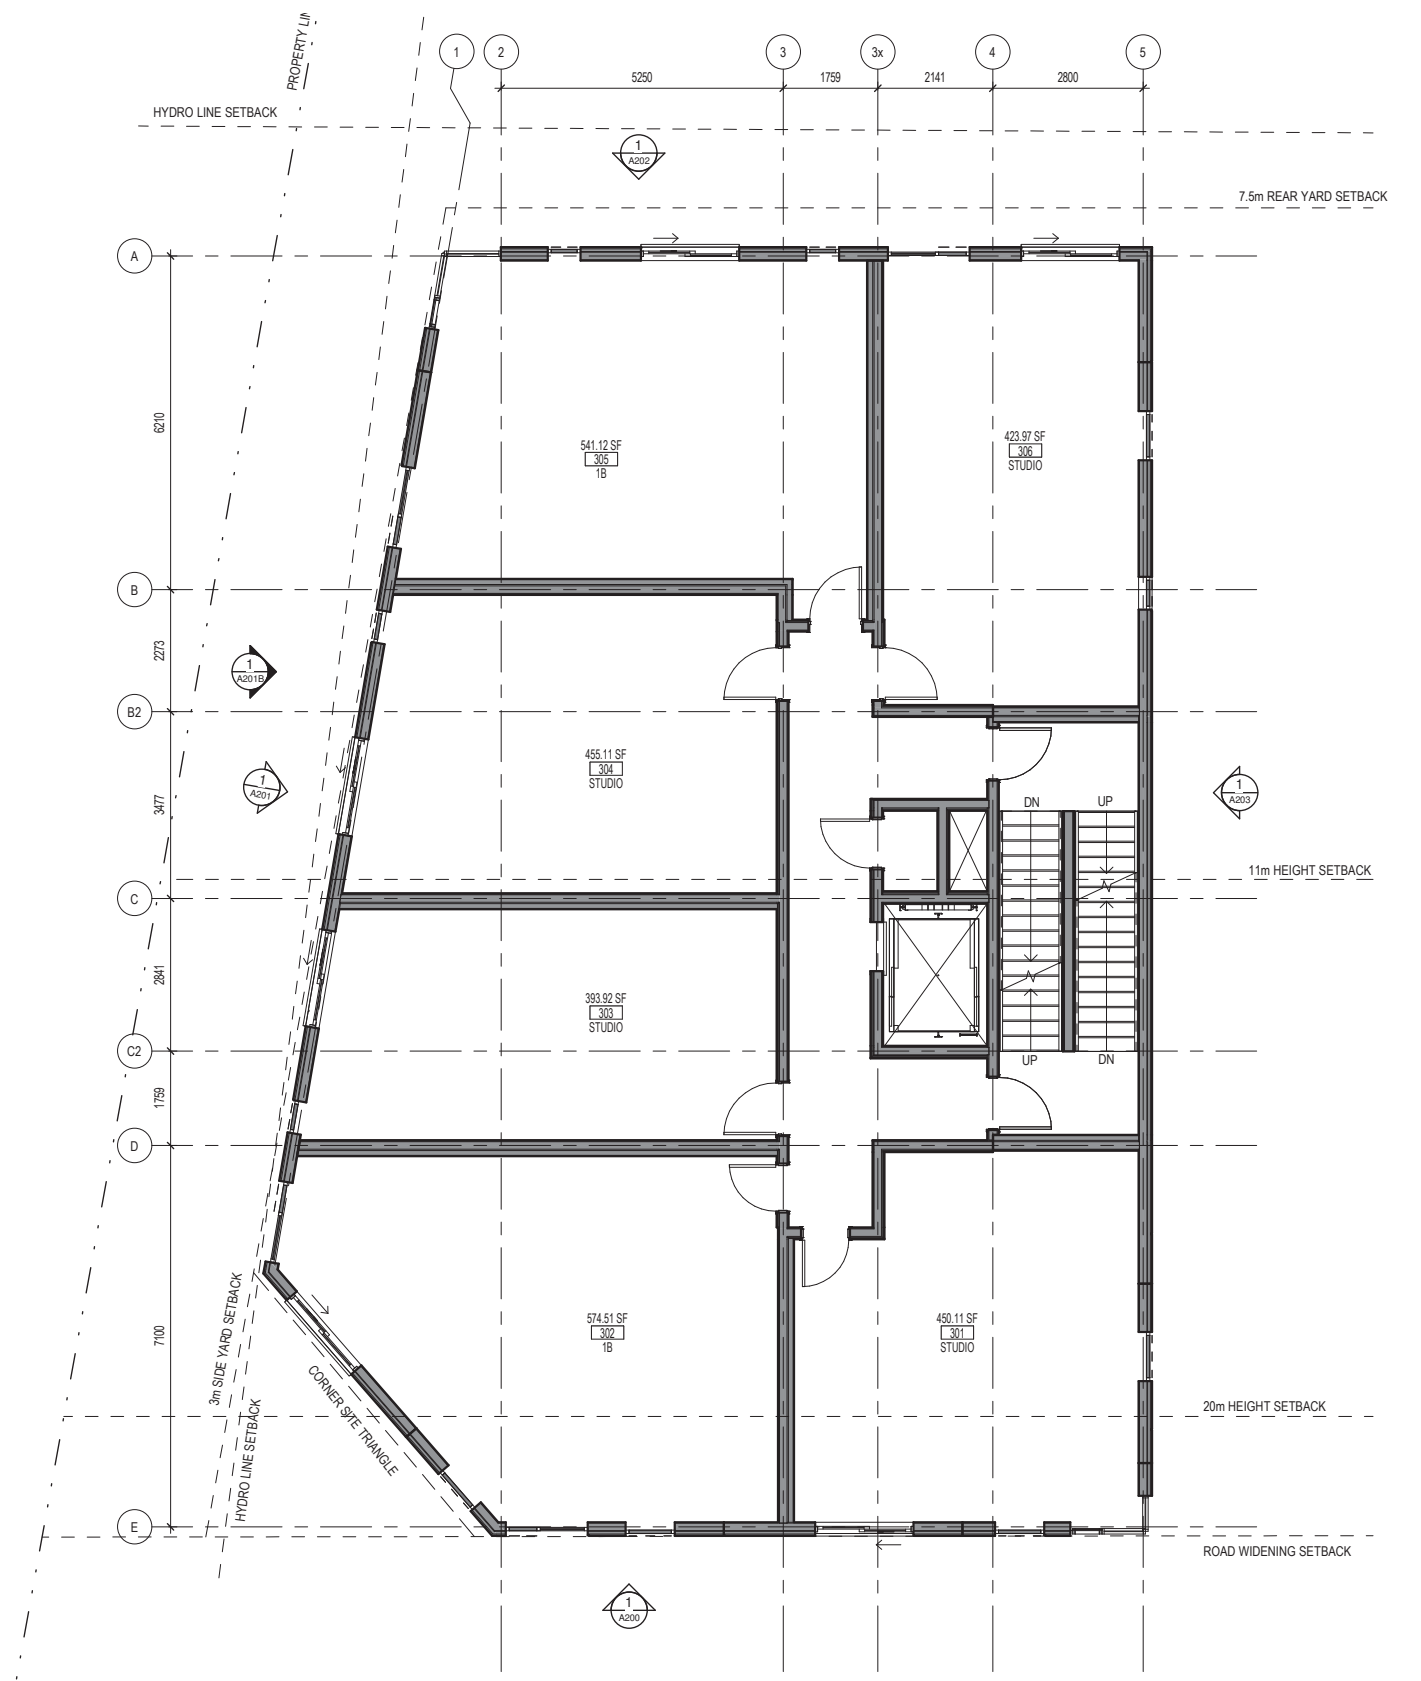 PROPERTY LIN
1
2
3
3x
4
5
5250
1759
2141
2800
HYDRO LINE SETBACK
1
A202
7.5m REAR YARD SETBACK
A
6210
541.12 SF
305
1B
423.97 SF
306
STUDIO
B
2273
1
A201B
B2
455.11 SF
304
STUDIO
1
A201
3477
1
A203
DN
UP
11m HEIGHT SETBACK
C
2841
393.92 SF
303
STUDIO
C2
UP
DN
1759
D
7100
3m SIDE YARD SETBACK
HYDRO LINE SETBACK
CORNER SITE TRIANGLE
574.51 SF
302
1B
450.11 SF
301
STUDIO
20m HEIGHT SETBACK
E
ROAD WIDENING SETBACK
1
A200